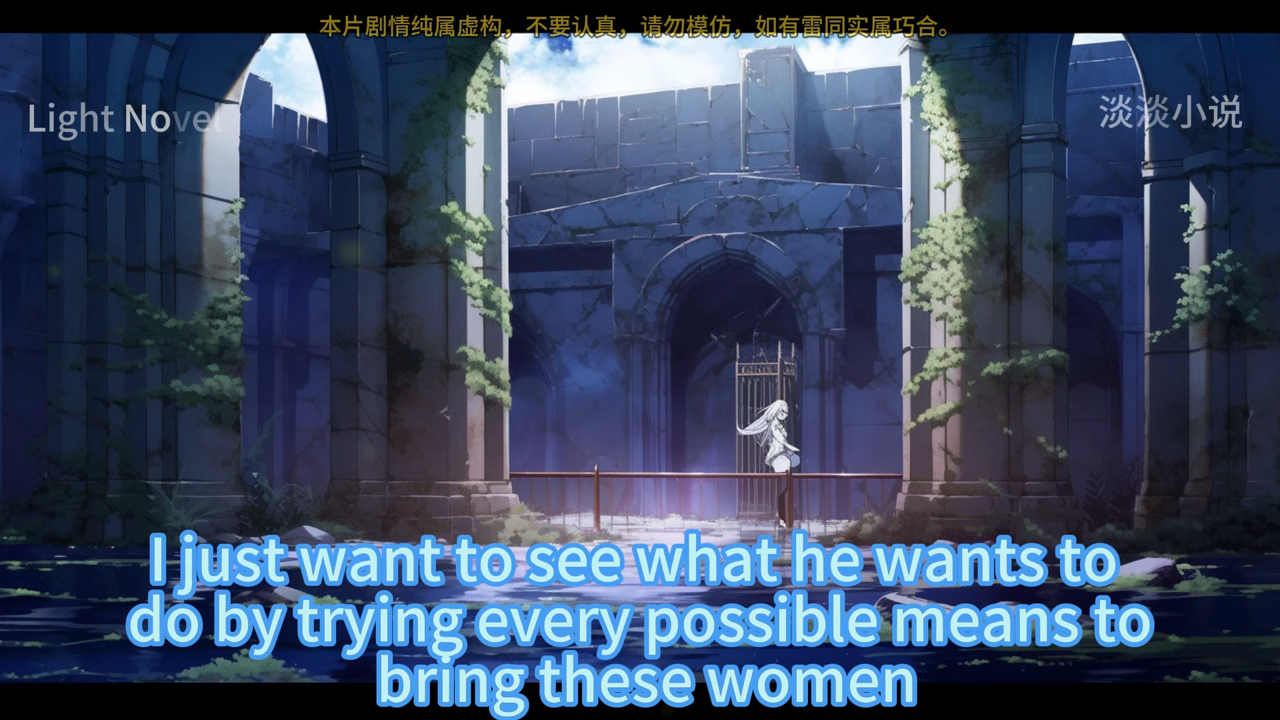 本片剧情纯属虚构，不要认真，请勿模仿，如有雷同实属巧合。
Light Novel
淡淡小说
I just want to see what he wants to
do by trying every possible means to
bring these women